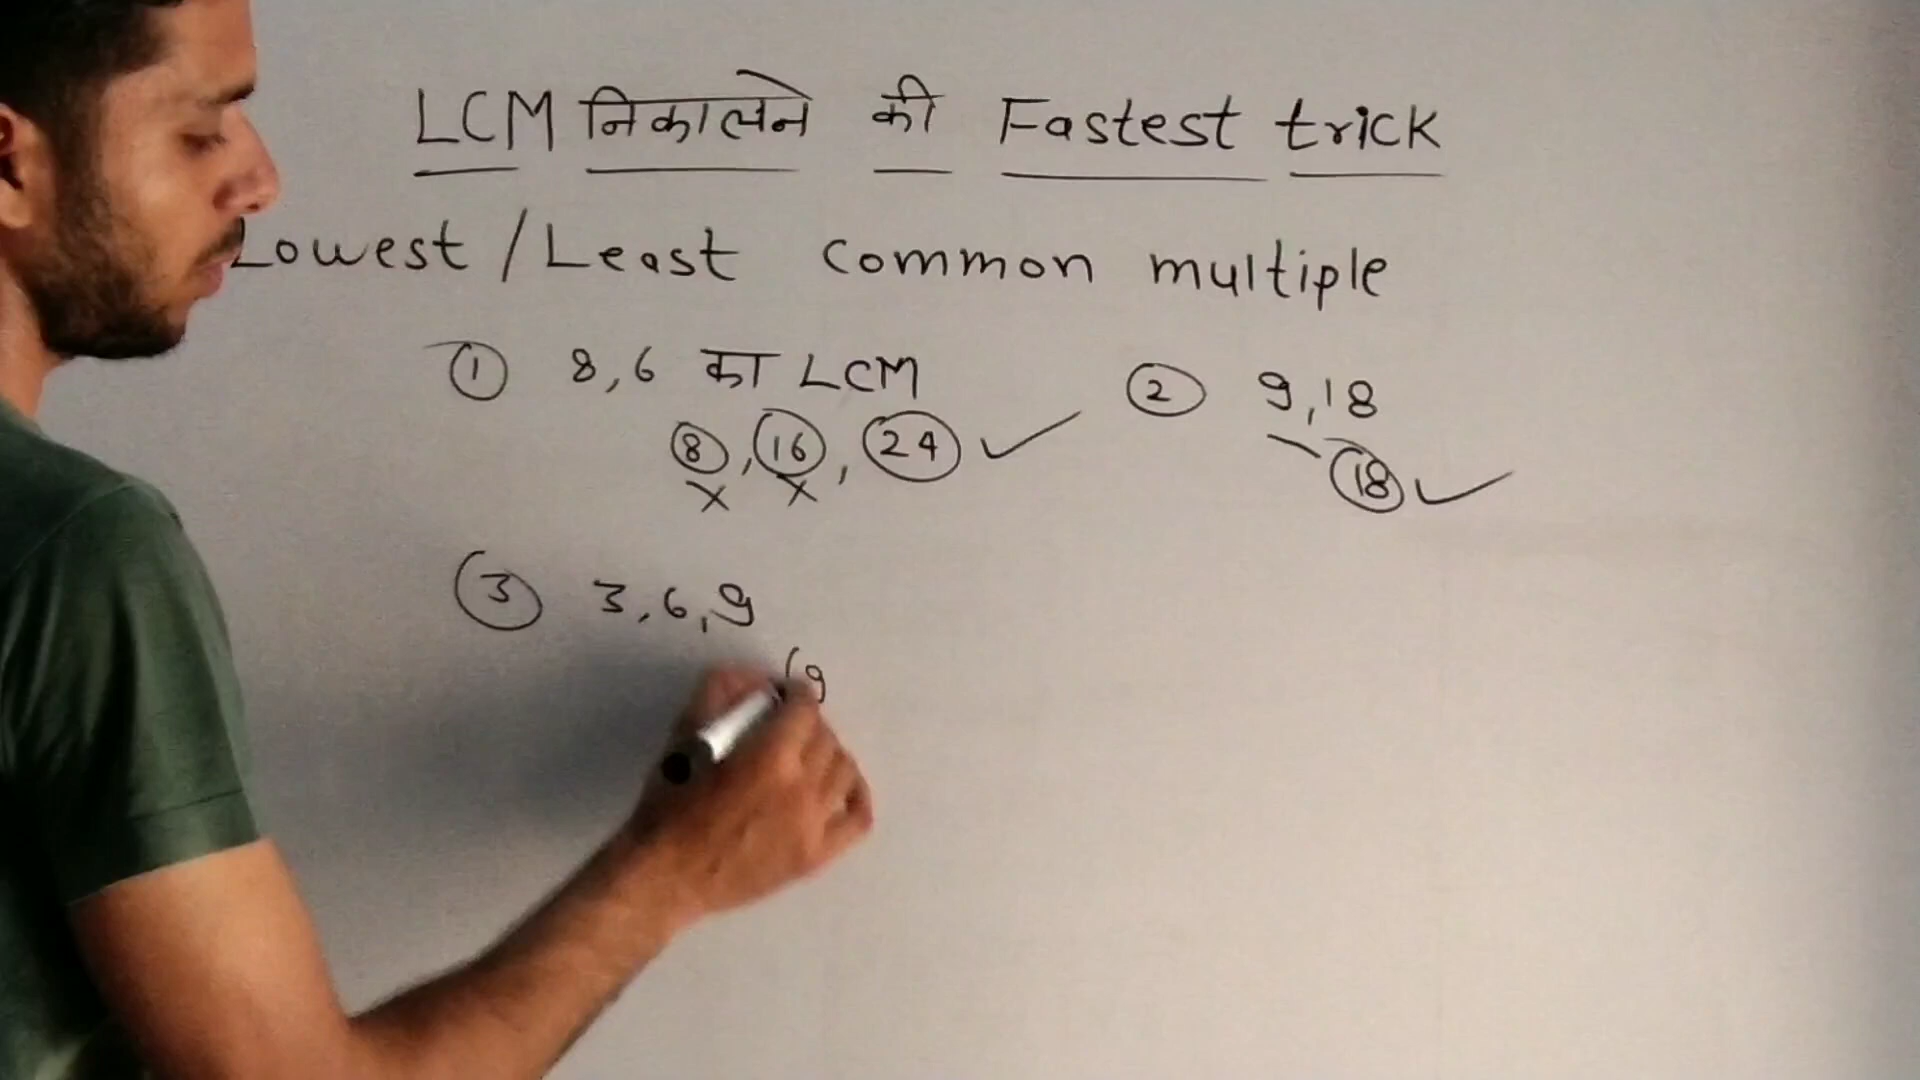 LCM निकालने की Fastest trick
Lowest / Least common multiple
① 8, 6 का LCM
8, 16, 24 ✓
x x
② 9, 18
18 ✓
③ 3, 6, 9
9